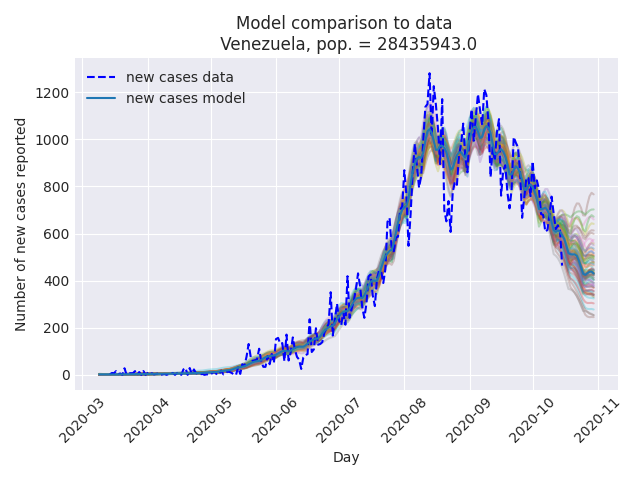 Model comparison to data
Venezuela, pop. = 28435943.0
new cases data
new cases model
Number of new cases reported
1200
1000
800
600
400
200
0
2020-03
2020-04
2020-05
2020-06
2020-07
2020-08
2020-09
2020-10
2020-11
Day